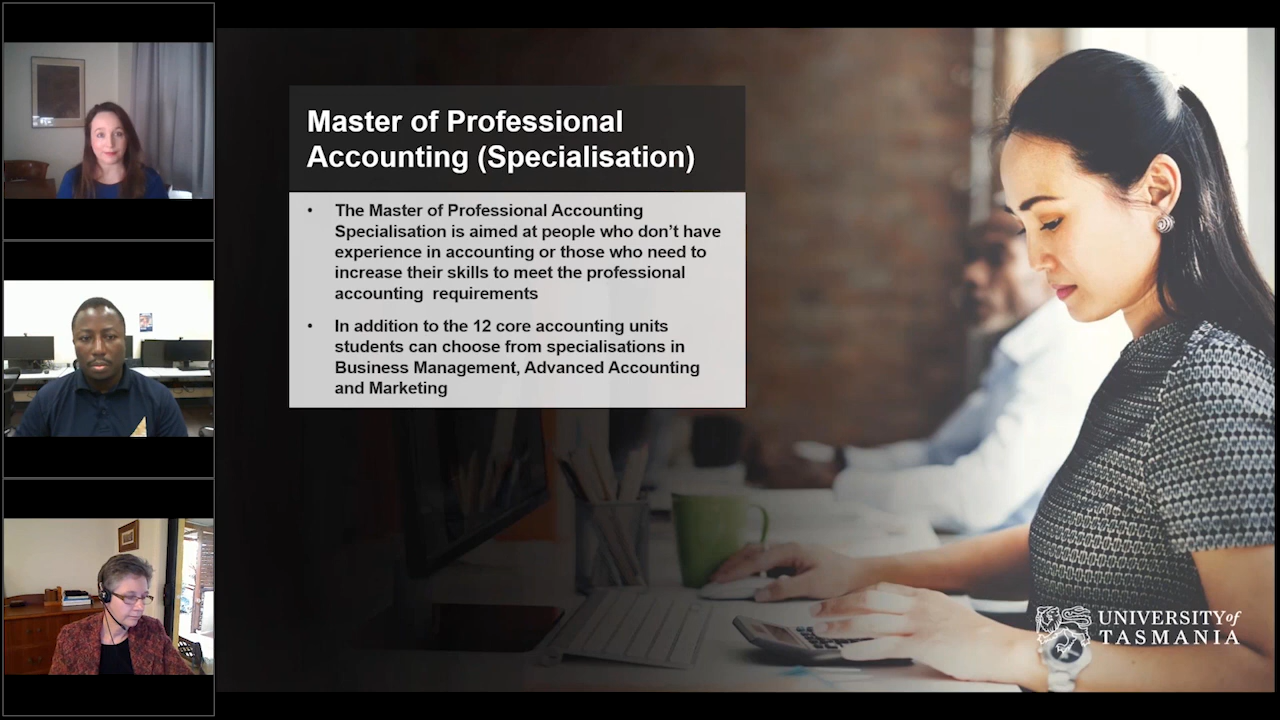 Master of Professional
Accounting (Specialisation)
• The Master of Professional Accounting
Specialisation is aimed at people who don't have
experience in accounting or those who need to
increase their skills to meet the professional
accounting requirements
• In addition to the 12 core accounting units
students can choose from specialisations in
Business Management, Advanced Accounting
and Marketing
UNIVERSITY of
TASMANIA